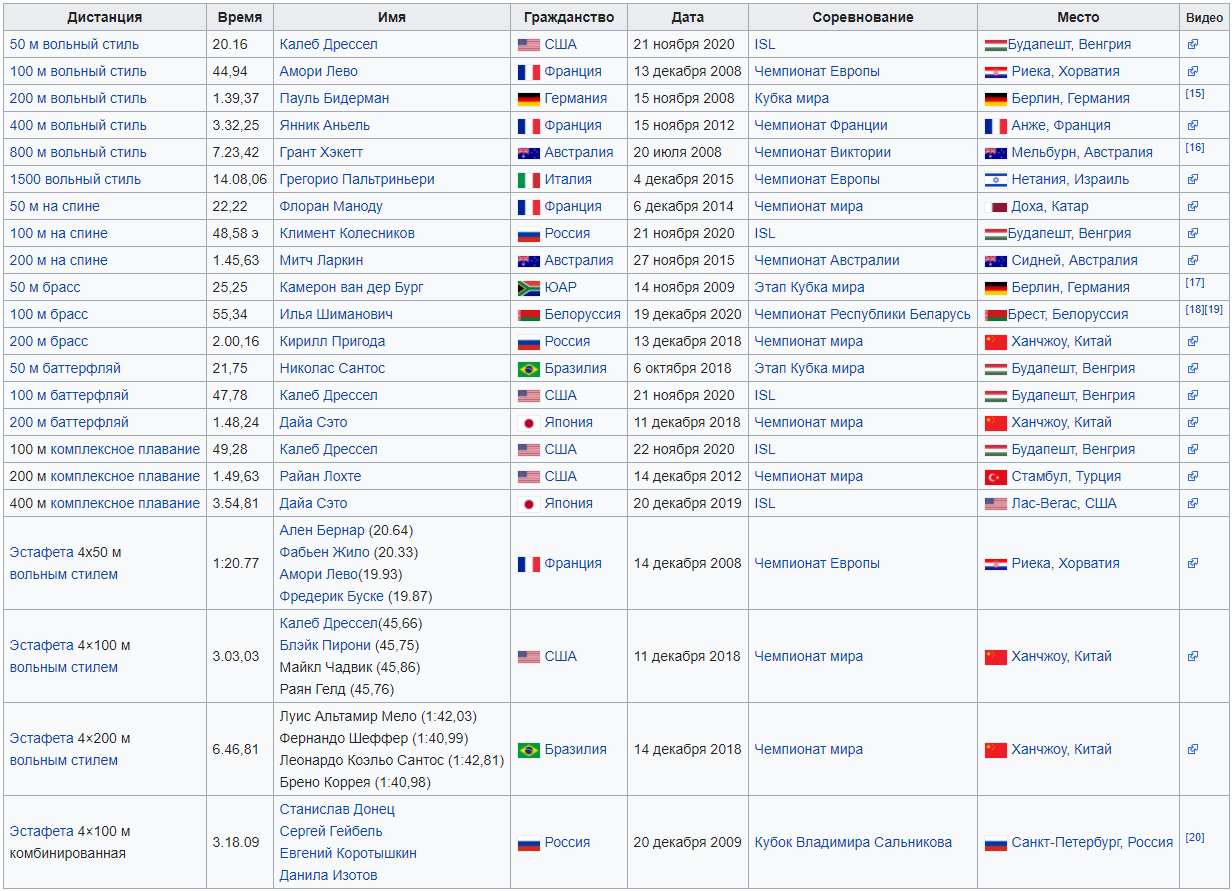 Дистанция Время Имя Гражданство Дата Соревнование Место Видео
50 м вольный стиль 20.16 Калеб Дрессел США 21 ноября 2020 ISL Будапешт, Венгрия
100 м вольный стиль 44,94 Амори Лево Франция 13 декабря 2008 Чемпионат Европы Риека, Хорватия
200 м вольный стиль 1.39,37 Пауль Бидерман Германия 15 ноября 2008 Кубка мира Берлин, Германия [15]
400 м вольный стиль 3.32,25 Янник Аньель Франция 15 ноября 2012 Чемпионат Франции Анже, Франция
800 м вольный стиль 7.23,42 Грант Хэкетт Австралия 20 июля 2008 Чемпионат Виктории Мельбурн, Австралия [16]
1500 вольный стиль 14.08,06 Грегорио Пальтриньери Италия 4 декабря 2015 Чемпионат Европы Нетания, Израиль
50 м на спине 22,22 Флоран Маноду Франция 6 декабря 2014 Чемпионат мира Доха, Катар
100 м на спине 48,58 э Климент Колесников Россия 21 ноября 2020 ISL Будапешт, Венгрия
200 м на спине 1.45,63 Митч Ларкин Австралия 27 ноября 2015 Чемпионат Австралии Сидней, Австралия
50 м брасс 25,25 Камерон ван дер Бург ЮАР 14 ноября 2009 Этап Кубка мира Берлин, Германия [17]
100 м брасс 55,34 Илья Шиманович Белоруссия 19 декабря 2020 Чемпионат Республики Беларусь Брест, Белоруссия [18][19]
200 м брасс 2.00,16 Кирилл Пригода Россия 13 декабря 2018 Чемпионат мира Ханчжоу, Китай
50 м баттерфляй 21,75 Николас Сантос Бразилия 6 октября 2018 Этап Кубка мира Будапешт, Венгрия
100 м баттерфляй 47,78 Калеб Дрессел США 21 ноября 2020 ISL Будапешт, Венгрия
200 м баттерфляй 1.48,24 Дайа Сэто Япония 11 декабря 2018 Чемпионат мира Ханчжоу, Китай
100 м комплексное плавание 49,28 Калеб Дрессел США 22 ноября 2020 ISL Будапешт, Венгрия
200 м комплексное плавание 1.49,63 Райан Лохте США 14 декабря 2012 Чемпионат мира Стамбул, Турция
400 м комплексное плавание 3.54,81 Дайа Сэто Япония 20 декабря 2019 ISL Лас-Вегас, США
Эстафета 4x50 м
вольным стилем
1:20.77
Ален Бернар (20.64)
Фабьен Жило (20.33)
Амори Лево(19.93)
Фредерик Буске (19.87)
Франция 14 декабря 2008 Чемпионат Европы Риека, Хорватия
Эстафета 4×100 м
вольным стилем
3.03,03
Калеб Дрессел(45,66)
Блэйк Пирони (45,75)
Майкл Чадвик (45,86)
Раян Гелд (45,76)
США 11 декабря 2018 Чемпионат мира Ханчжоу, Китай
Эстафета 4×200 м
вольным стилем
6.46,81
Луис Альтамир Мело (1:42,03)
Фернандо Шеффер (1:40,99)
Леонардо Коэльо Сантос (1:42,81)
Брено Коррея (1:40,98)
Бразилия 14 декабря 2018 Чемпионат мира Ханчжоу, Китай
Эстафета 4×100 м
комбинированная
3.18.09
Станислав Донец
Сергей Гейбель
Евгений Коротышкин
Данила Изотов
Россия 20 декабря 2009 Кубок Владимира Сальникова Санкт-Петербург, Россия [20]